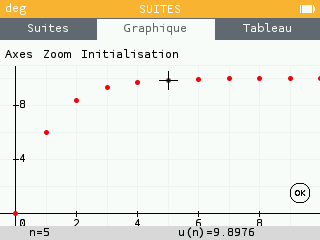 deg SUITES
Suites Graphique Tableau
Axes Zoom Initialisation
8
4
OK
0 2 4 6 8
n=5 u(n)=9.8976